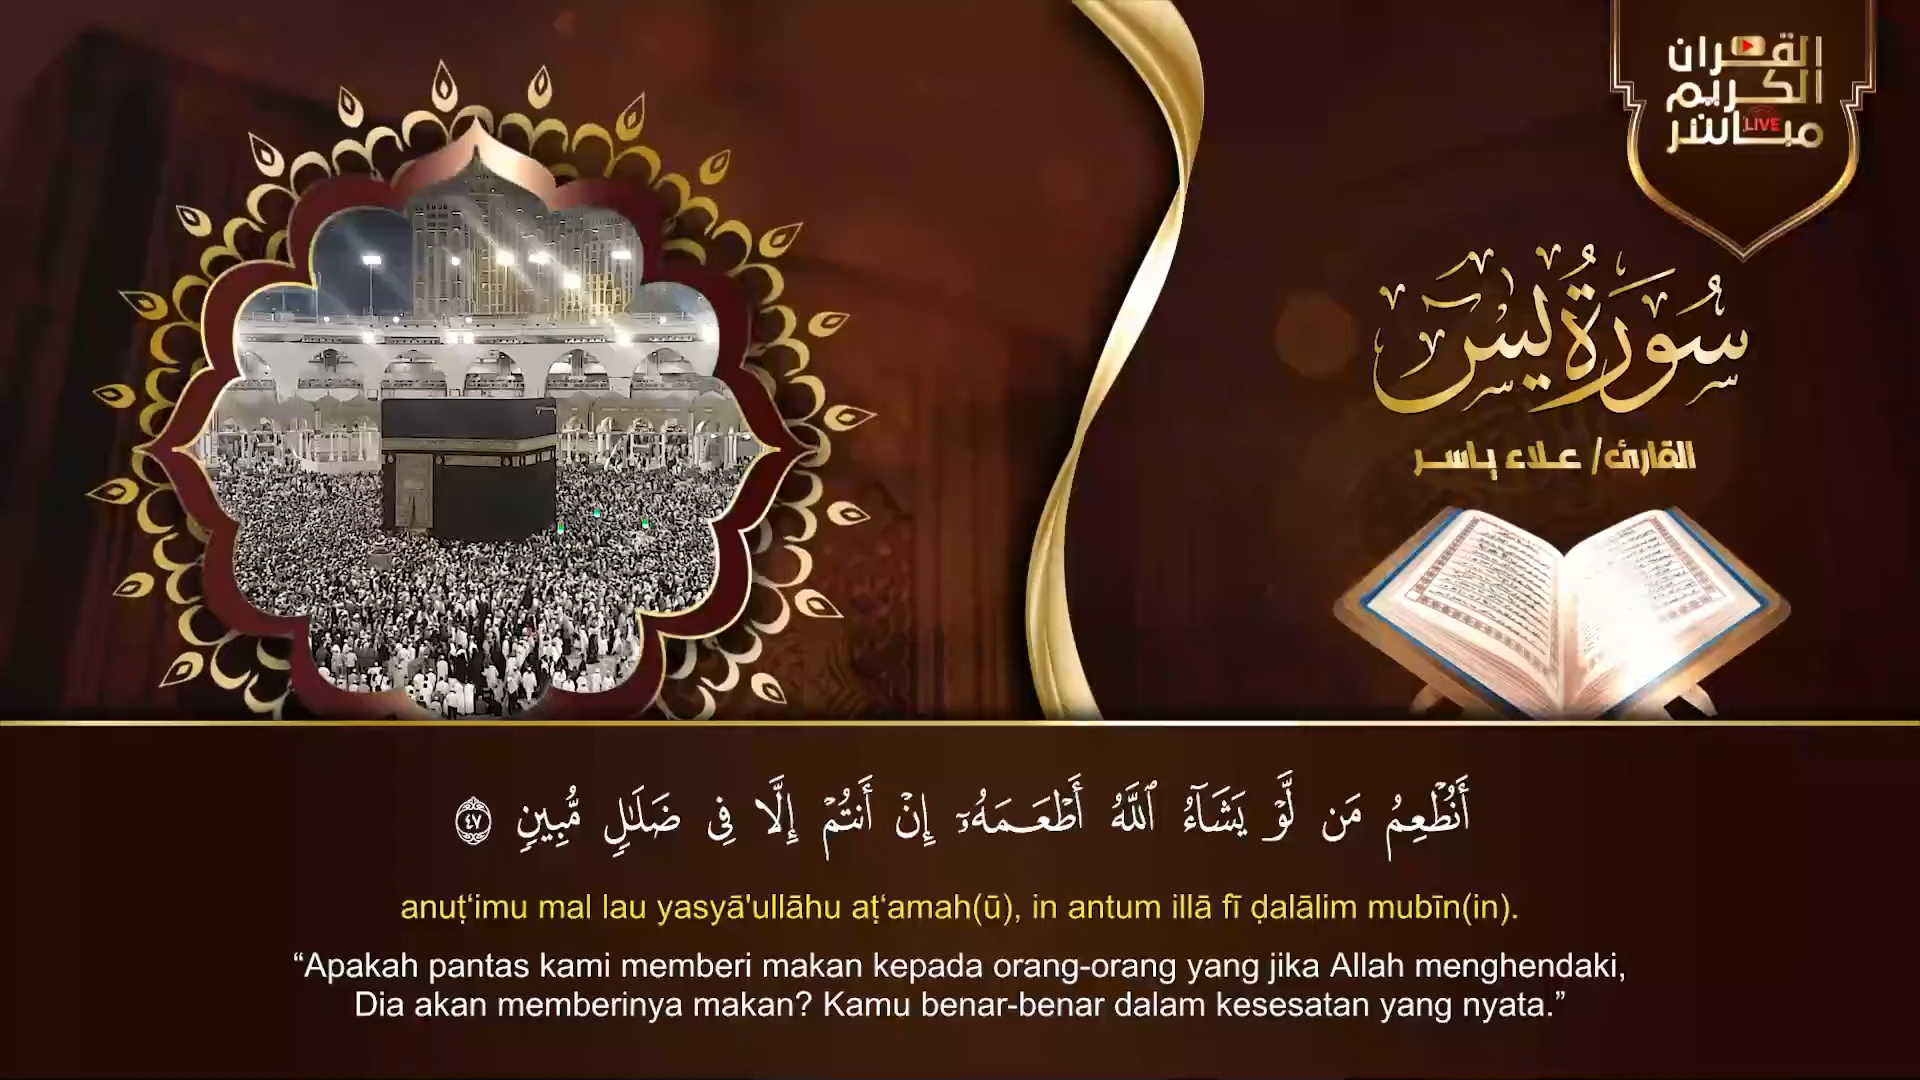 القرآن
الكريم
مباشر
LIVE
سُورَةُ يسٓ
القارئ/ علاء ياسر
أَنُطْعِمُ مَن لَّوْ يَشَآءُ ٱللَّهُ أَطْعَمَهُۥٓ إِنْ أَنتُمْ إِلَّا فِى ضَلَٰلٍ مُّبِينٍ ٤٧
anuṭ‘imu mal lau yasyā'ullāhu aṭ‘amah(ū), in antum illā fī ḍalālim mubīn(in).
“Apakah pantas kami memberi makan kepada orang-orang yang jika Allah menghendaki,
Dia akan memberinya makan? Kamu benar-benar dalam kesesatan yang nyata.”